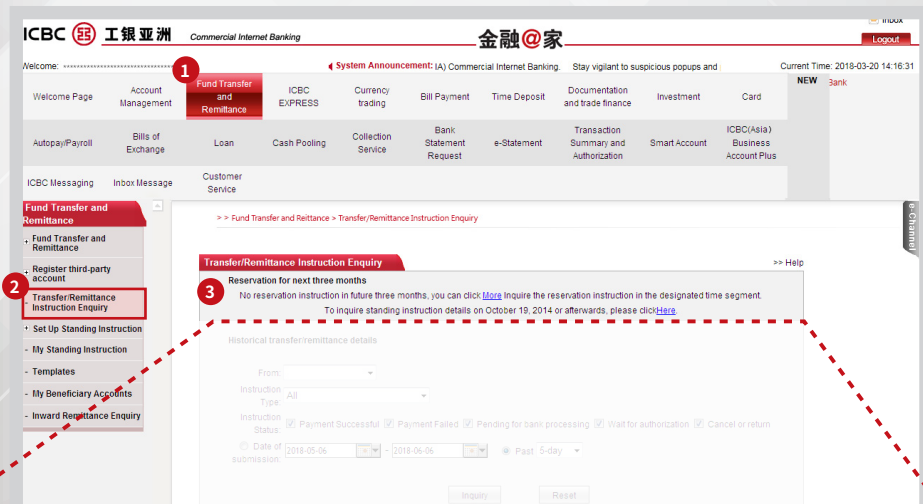 Inbox
ICBC 工银亚洲 Commercial Internet Banking 金融@家
Logout
Welcome: System Announcement: IA) Commercial Internet Banking. Stay vigilant to suspicious popups and Current Time: 2018-03-20 14:16:31
1
Welcome Page
Account
Management
Fund Transfer
and
Remittance
ICBC
EXPRESS
Currency
trading
Bill Payment
Time Deposit
Documentation
and trade finance
Investment
Card
NEW
Bank
Autopay/Payroll
Bills of
Exchange
Loan
Cash Pooling
Collection
Service
Bank
Statement
Request
e-Statement
Transaction
Summary and
Authorization
Smart Account
ICBC(Asia)
Business
Account Plus
ICBC Messaging
Inbox Message
Customer
Service
Fund Transfer and
Remittance
+ Fund Transfer and
Remittance
+ Register third-party
account
2
- Transfer/Remittance
Instruction Enquiry
+ Set Up Standing Instruction
- My Standing Instruction
- Templates
- My Beneficiary Accounts
- Inward Remittance Enquiry
e-Channel
> > Fund Transfer and Reittance > Transfer/Remittance Instruction Enquiry
Transfer/Remittance Instruction Enquiry
>> Help
3
Reservation for next three months
No reservation instruction in future three months, you can click More Inquire the reservation instruction in the designated time segment.
To inquire standing instruction details on October 19, 2014 or afterwards, please clickHere.
Historical transfer/remittance details
From:
Instruction
Type: All
Instruction
Status: Payment Successful Payment Failed Pending for bank processing Wait for authorization Cancel or return
Date of
submission: 2018-05-06 - 2018-06-06 Past 5-day
Inquiry Reset